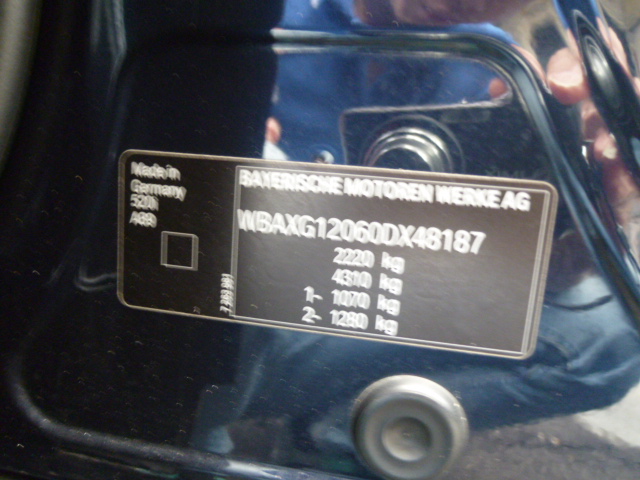 Made in
Germany
520i
A89
BAYERISCHE MOTOREN WERKE AG
WBAXG12060DX48187
2220 kg
4310 kg
1- 1070 kg
2- 1280 kg